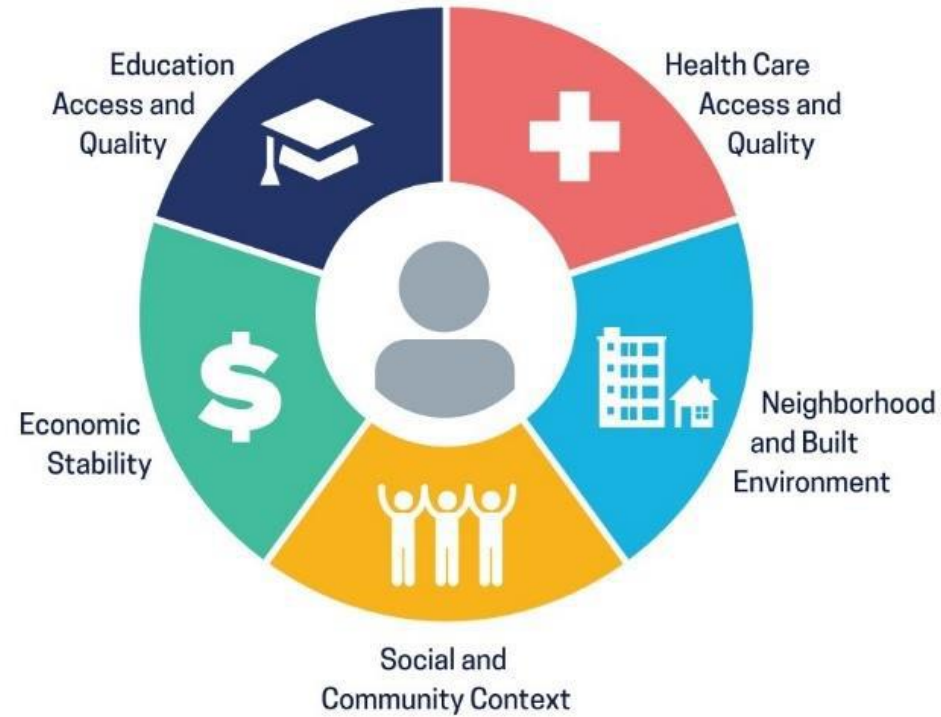 Education
Access and
Quality
Health Care
Access and
Quality
Economic
Stability
Neighborhood
and Built
Environment
Social and
Community Context